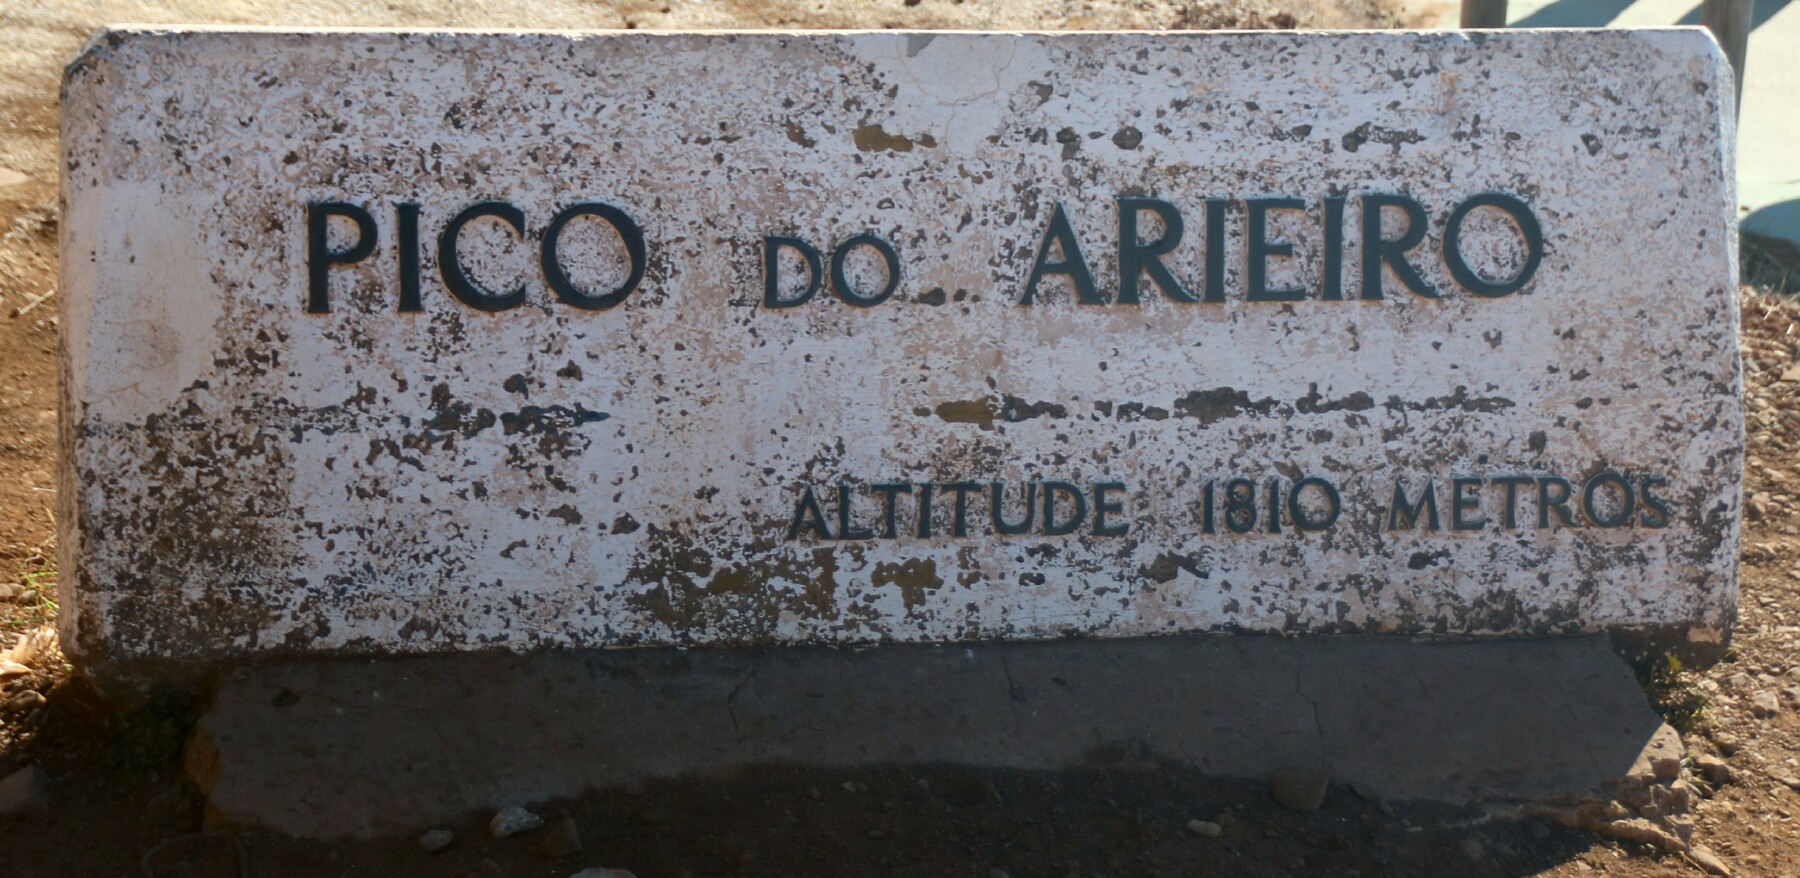 PICO DO ARIEIRO
ALTITUDE 1810 METROS